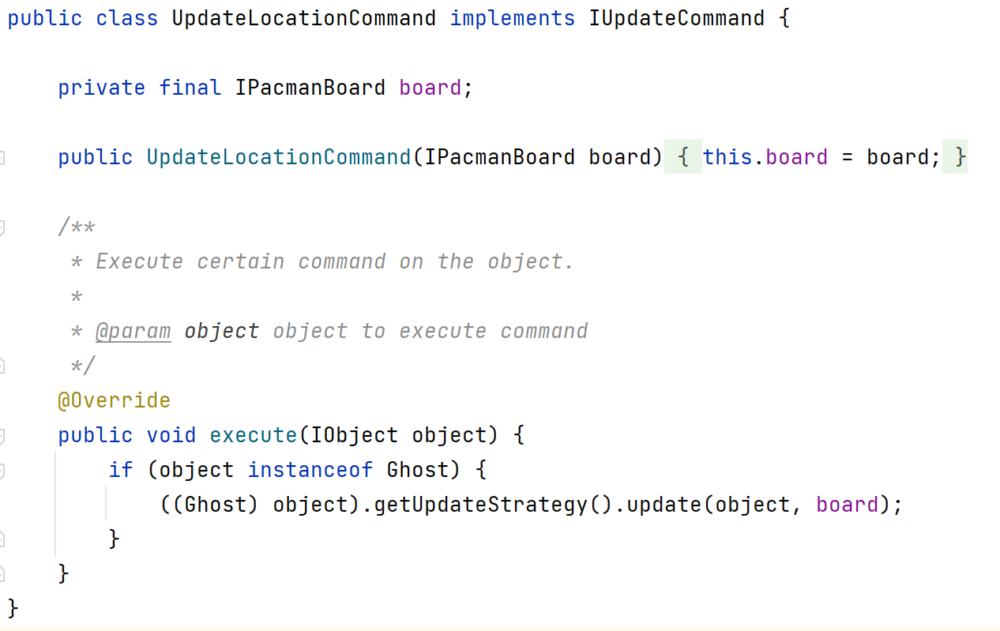 public class UpdateLocationCommand implements IUpdateCommand {
private final IPacmanBoard board;
public UpdateLocationCommand(IPacmanBoard board) { this.board = board; }
/**
* Execute certain command on the object.
*
* @param object object to execute command
*/
@Override
public void execute(IObject object) {
if (object instanceof Ghost) {
((Ghost) object).getUpdateStrategy().update(object, board);
}
}
}